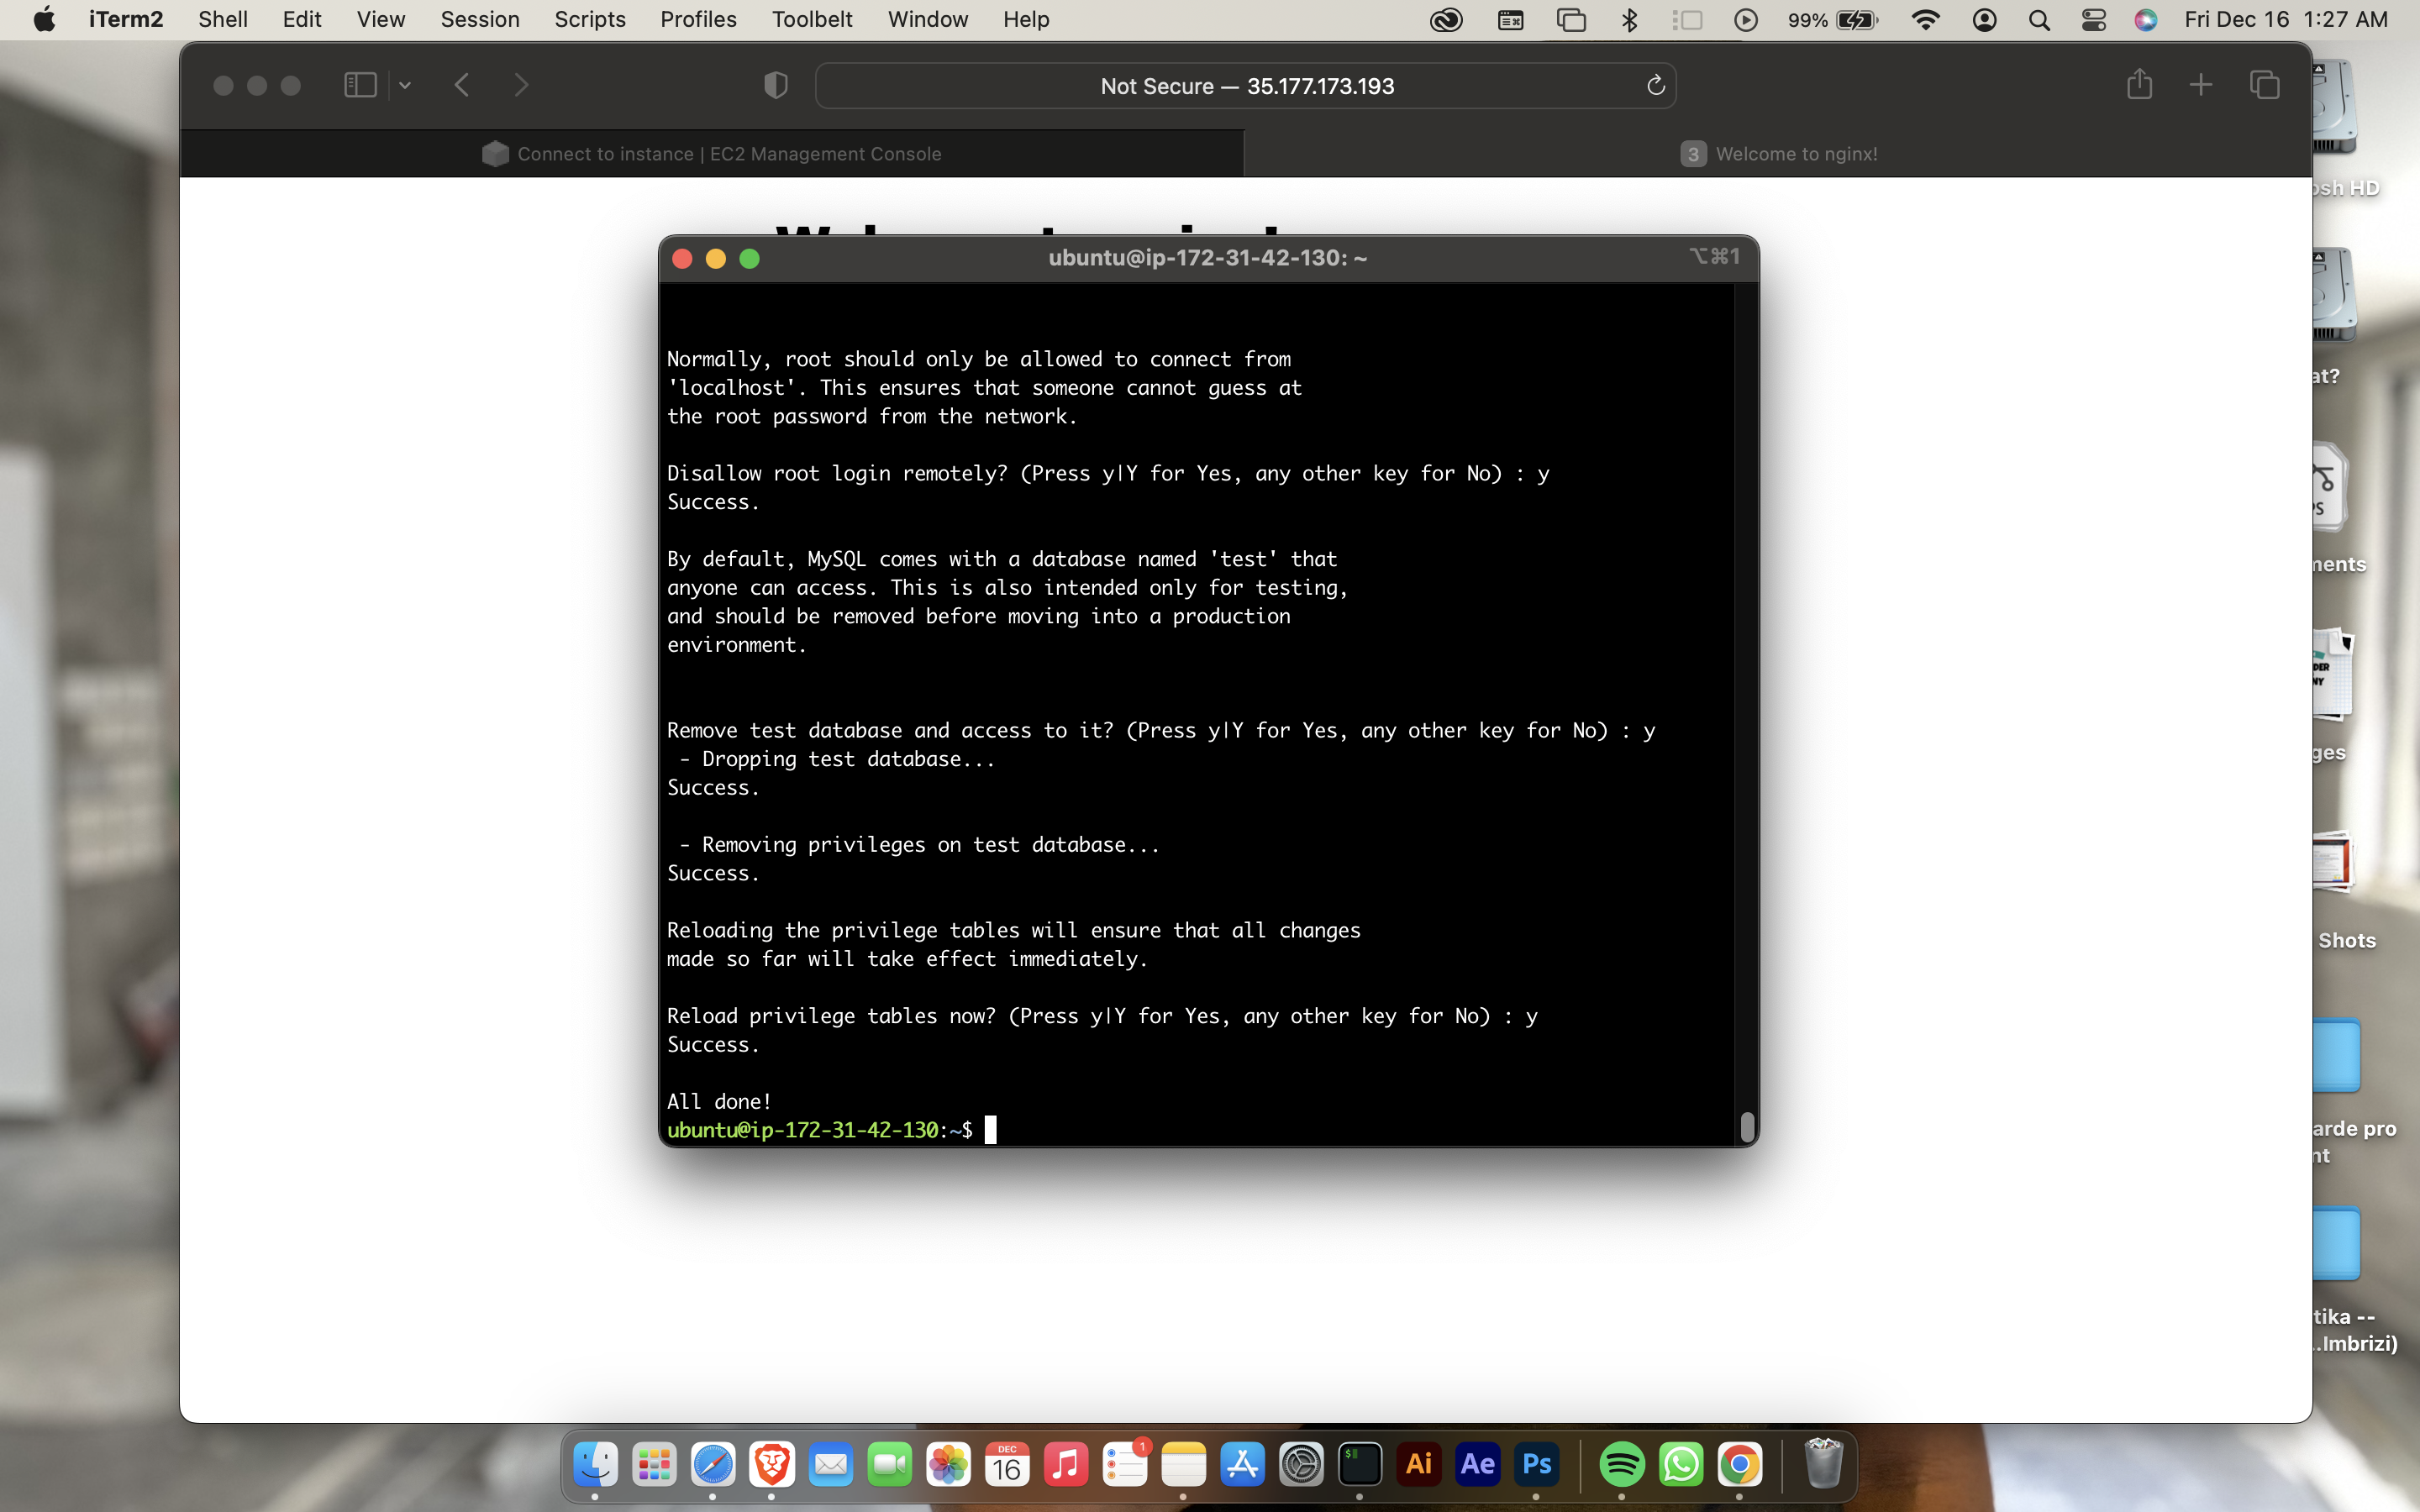 iTerm2 Shell Edit View Session Scripts Profiles Toolbelt Window Help 99% Fri Dec 16 1:27 AM
Not Secure — 35.177.173.193
Connect to instance | EC2 Management Console
3 Welcome to nginx!
ubuntu@ip-172-31-42-130: ~ ⌥⌘1
Normally, root should only be allowed to connect from
'localhost'. This ensures that someone cannot guess at
the root password from the network.
Disallow root login remotely? (Press y|Y for Yes, any other key for No) : y
Success.
By default, MySQL comes with a database named 'test' that
anyone can access. This is also intended only for testing,
and should be removed before moving into a production
environment.
Remove test database and access to it? (Press y|Y for Yes, any other key for No) : y
- Dropping test database...
Success.
- Removing privileges on test database...
Success.
Reloading the privilege tables will ensure that all changes
made so far will take effect immediately.
Reload privilege tables now? (Press y|Y for Yes, any other key for No) : y
Success.
All done!
ubuntu@ip-172-31-42-130:~$
osh HD
at?
ments
ges
Shots
arde pro
nt
tika --
...Imbrizi)
DEC
16
1
Ai Ae Ps